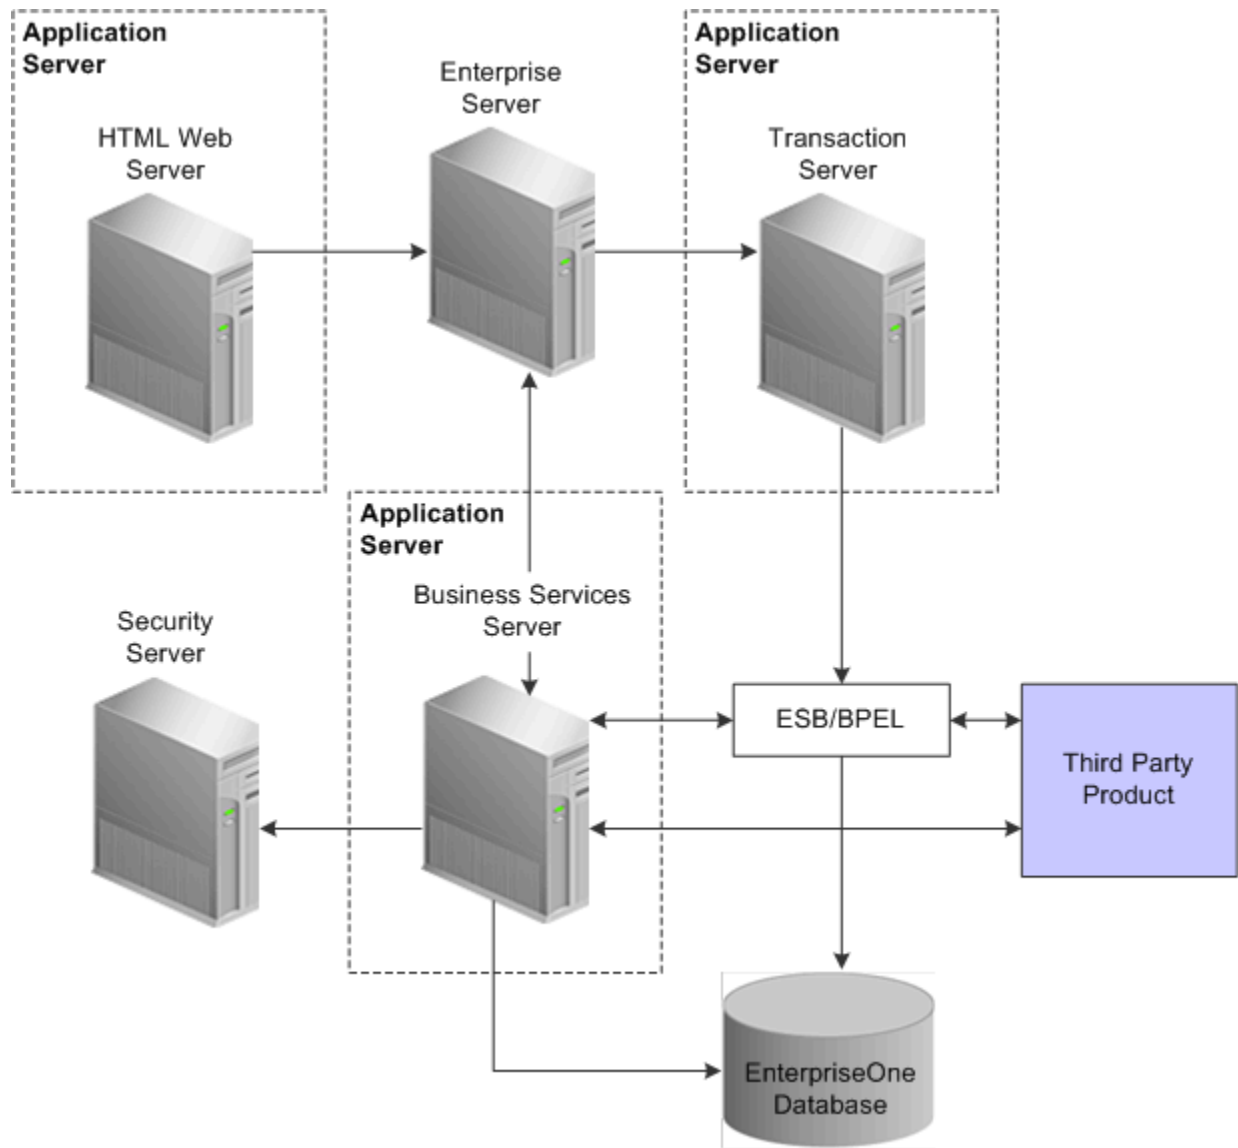 Application
Server
HTML Web
Server
Enterprise
Server
Application
Server
Transaction
Server
Application
Server
Business Services
Server
Security
Server
ESB/BPEL
Third Party
Product
EnterpriseOne
Database